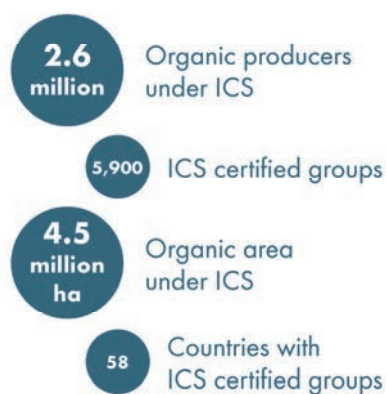 2.6
million
Organic producers
under ICS
5,900
ICS certified groups
4.5
million
ha
Organic area
under ICS
58
Countries with
ICS certified groups